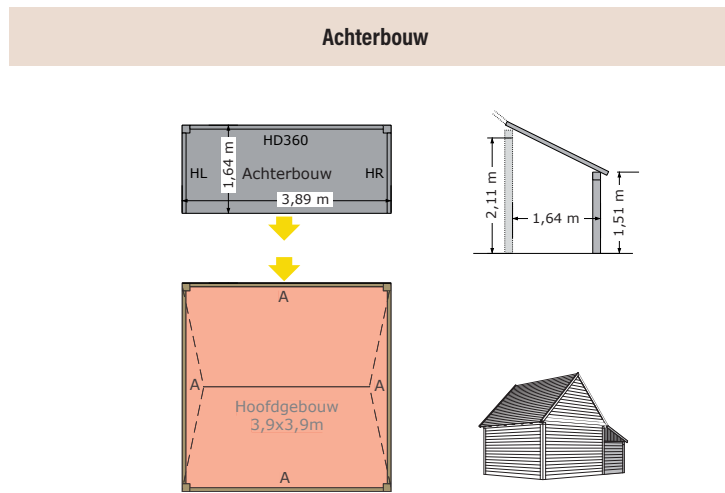 Achterbouw
HD360
HL
1,64 m
Achterbouw
HR
3,89 m
2,11 m
1,64 m
1,51 m
A
A
A
Hoofdgebouw
3,9x3,9m
A